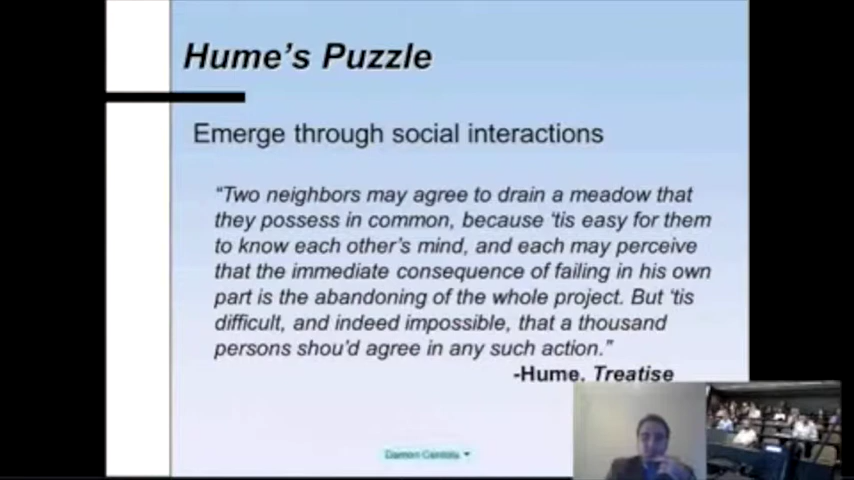 Hume's Puzzle
Emerge through social interactions
“Two neighbors may agree to drain a meadow that
they possess in common, because ‘tis easy for them
to know each other’s mind, and each may perceive
that the immediate consequence of failing in his own
part is the abandoning of the whole project. But ‘tis
difficult, and indeed impossible, that a thousand
persons shou’d agree in any such action.”
-Hume, Treatise
Damon Centola